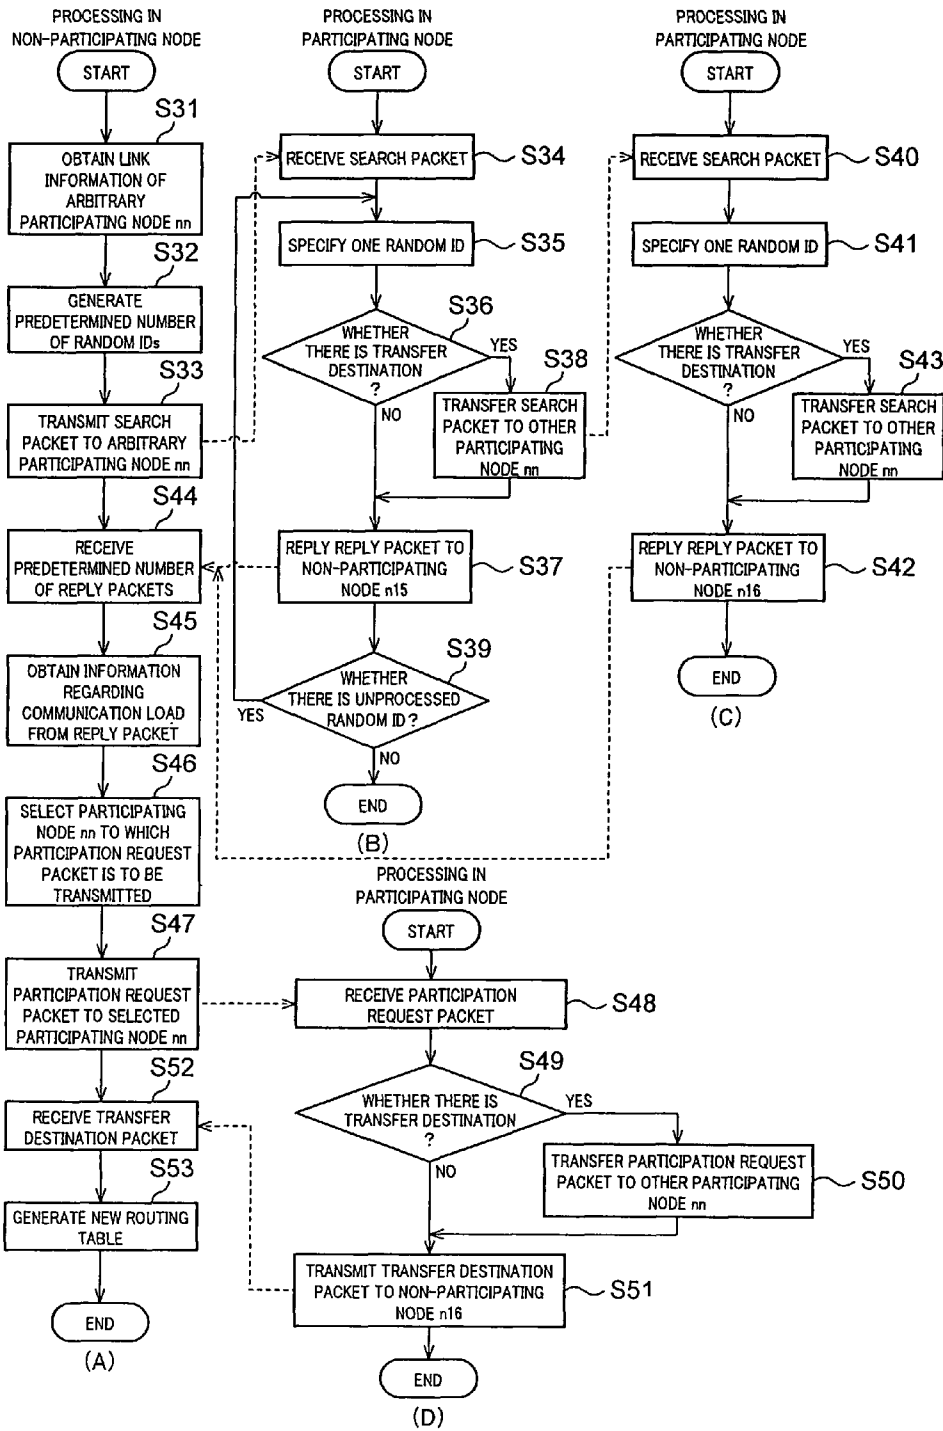 PROCESSING IN
NON-PARTICIPATING NODE
START
S31
OBTAIN LINK
INFORMATION OF
ARBITRARY
PARTICIPATING NODE nn
S32
GENERATE
PREDETERMINED NUMBER
OF RANDOM IDs
S33
TRANSMIT SEARCH
PACKET TO ARBITRARY
PARTICIPATING NODE nn
S44
RECEIVE
PREDETERMINED NUMBER
OF REPLY PACKETS
S45
OBTAIN INFORMATION
REGARDING
COMMUNICATION LOAD
FROM REPLY PACKET
S46
SELECT PARTICIPATING
NODE nn TO WHICH
PARTICIPATION REQUEST
PACKET IS TO BE
TRANSMITTED
S47
TRANSMIT
PARTICIPATION REQUEST
PACKET TO SELECTED
PARTICIPATING NODE nn
S52
RECEIVE TRANSFER
DESTINATION PACKET
S53
GENERATE NEW ROUTING
TABLE
END
(A)
PROCESSING IN
PARTICIPATING NODE
START
RECEIVE SEARCH PACKET
S34
SPECIFY ONE RANDOM ID
S35
S36
WHETHER
THERE IS TRANSFER
DESTINATION
?
YES
NO
S38
TRANSFER SEARCH
PACKET TO OTHER
PARTICIPATING
NODE nn
REPLY REPLY PACKET TO
NON-PARTICIPATING
NODE n15
S37
S39
WHETHER
THERE IS UNPROCESSED
RANDOM ID ?
YES
NO
END
(B)
PROCESSING IN
PARTICIPATING NODE
START
RECEIVE SEARCH PACKET
S40
SPECIFY ONE RANDOM ID
S41
WHETHER
THERE IS TRANSFER
DESTINATION
?
YES
NO
S43
TRANSFER SEARCH
PACKET TO OTHER
PARTICIPATING
NODE nn
REPLY REPLY PACKET TO
NON-PARTICIPATING
NODE n16
S42
END
(C)
PROCESSING IN
PARTICIPATING NODE
START
RECEIVE PARTICIPATION
REQUEST PACKET
S48
S49
WHETHER THERE IS
TRANSFER DESTINATION
?
YES
NO
TRANSFER PARTICIPATION REQUEST
PACKET TO OTHER PARTICIPATING
NODE nn
S50
TRANSMIT TRANSFER DESTINATION
PACKET TO NON-PARTICIPATING
NODE n16
S51
END
(D)